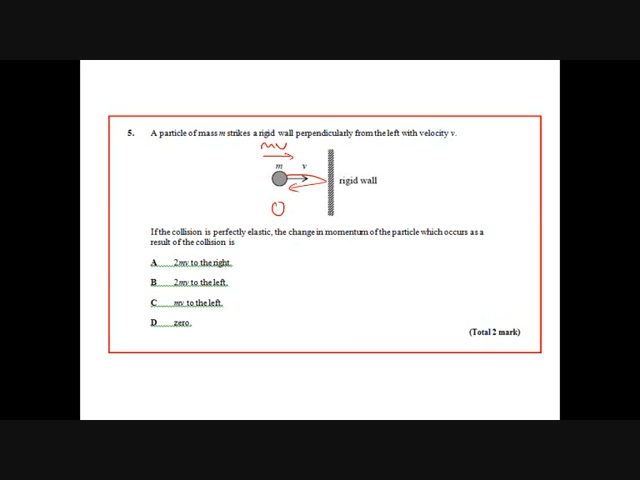 5. A particle of mass m strikes a rigid wall perpendicularly from the left with velocity v.
mv
m v
rigid wall
If the collision is perfectly elastic, the change in momentum of the particle which occurs as a
result of the collision is
A 2mv to the right.
B 2mv to the left.
C mv to the left.
D zero.
(Total 2 mark)